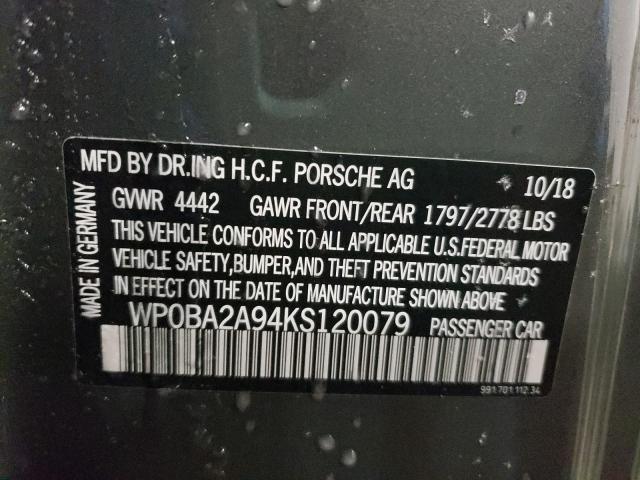 MFD BY DR.ING H.C.F. PORSCHE AG 10/18
GVWR 4442 GAWR FRONT/REAR 1797/2778 LBS
THIS VEHICLE CONFORMS TO ALL APPLICABLE U.S.FEDERAL MOTOR
VEHICLE SAFETY,BUMPER,AND THEFT PREVENTION STANDARDS
IN EFFECT ON THE DATE OF MANUFACTURE SHOWN ABOVE
WP0BA2A94KS120079 PASSENGER CAR
991.701.112.34
MADE IN GERMANY